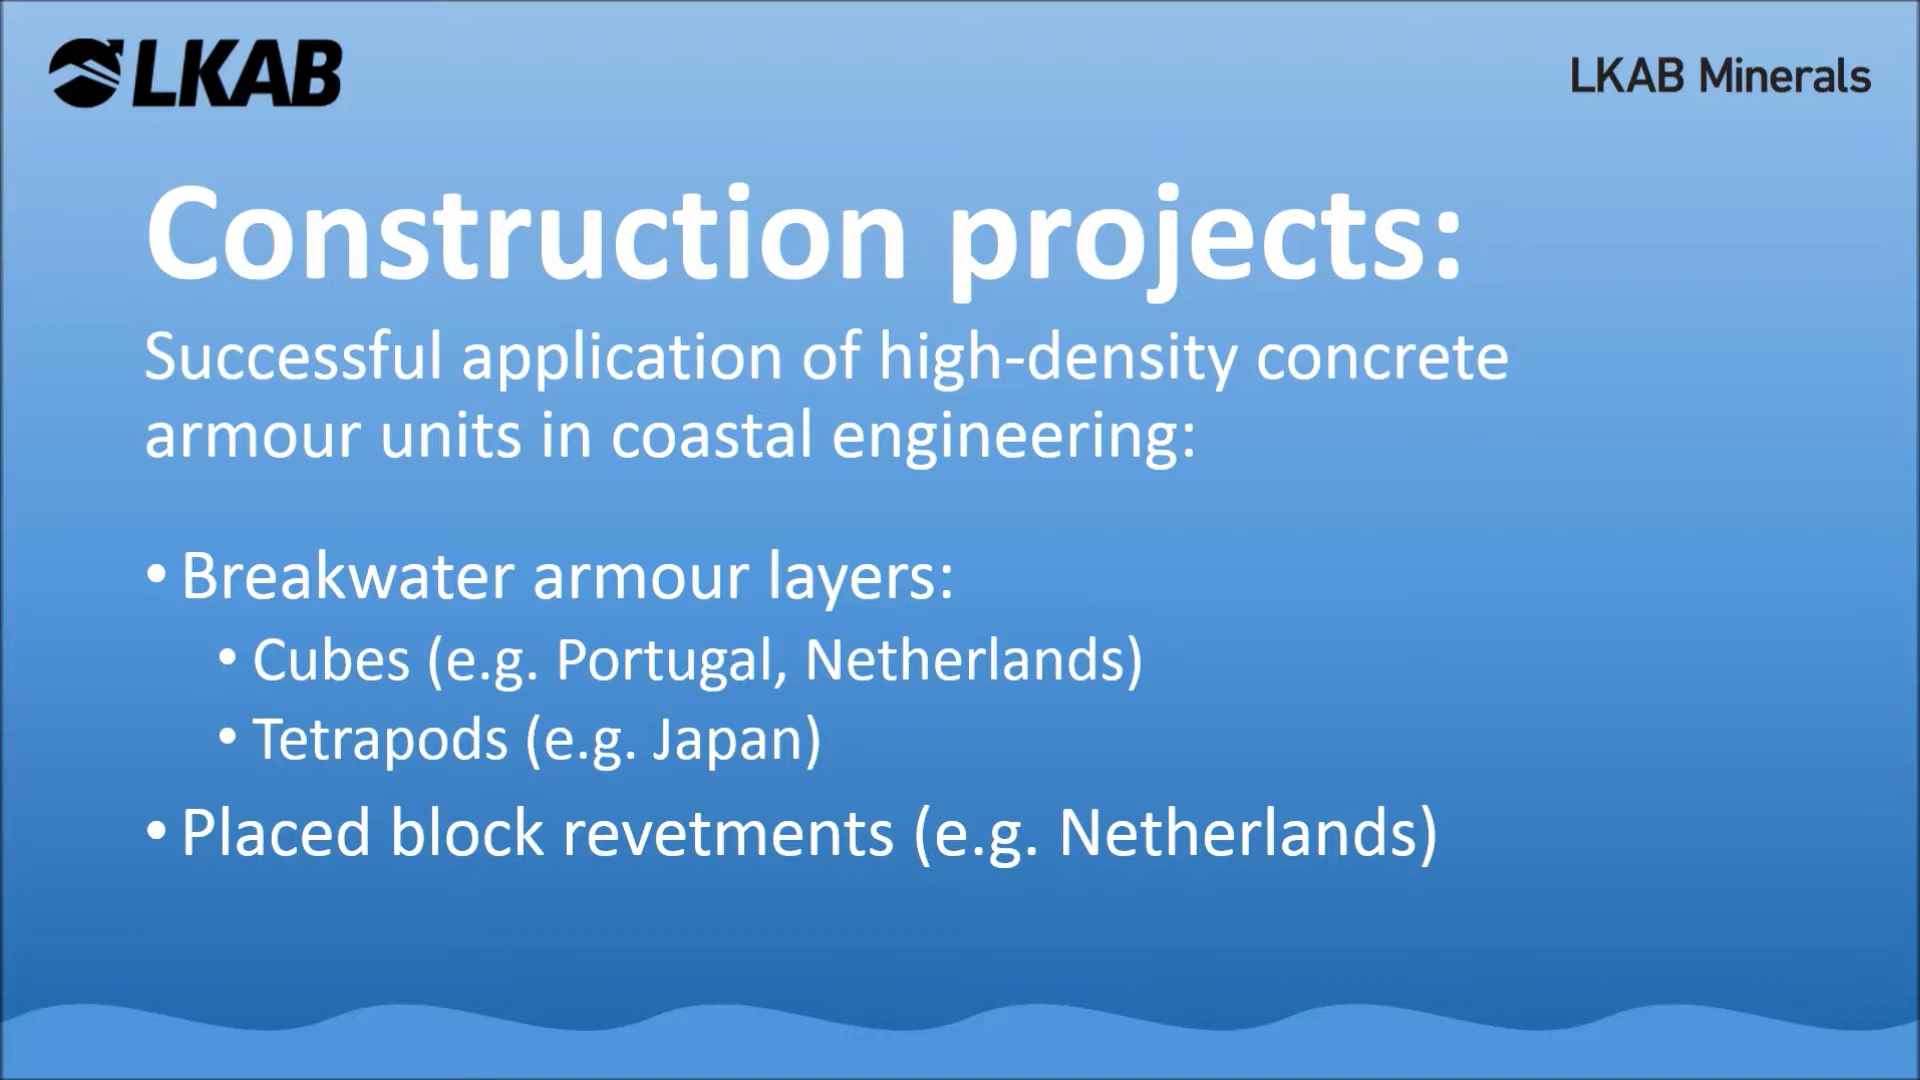 LKAB
LKAB Minerals
Construction projects:
Successful application of high-density concrete
armour units in coastal engineering:
• Breakwater armour layers:
• Cubes (e.g. Portugal, Netherlands)
• Tetrapods (e.g. Japan)
• Placed block revetments (e.g. Netherlands)